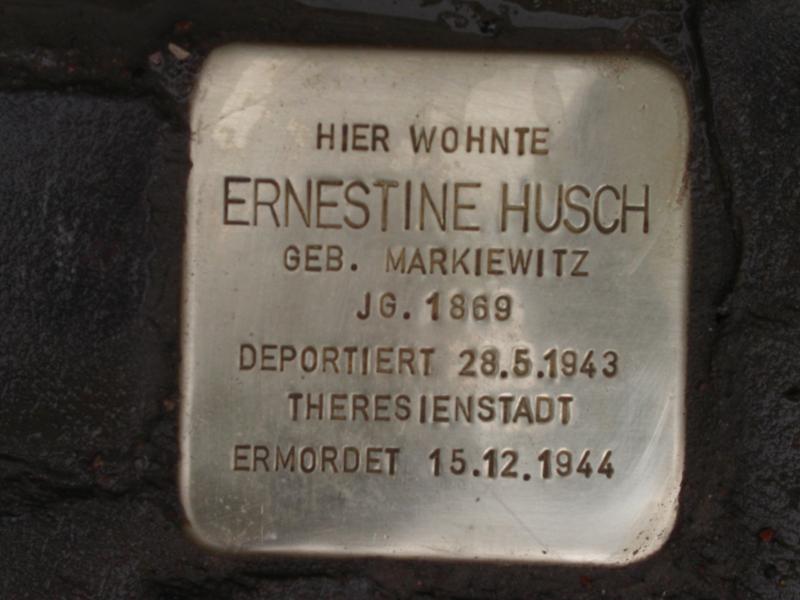 HIER WOHNTE
ERNESTINE HUSCH
GEB. MARKIEWITZ
JG. 1869
DEPORTIERT 28.5.1943
THERESIENSTADT
ERMORDET 15.12.1944